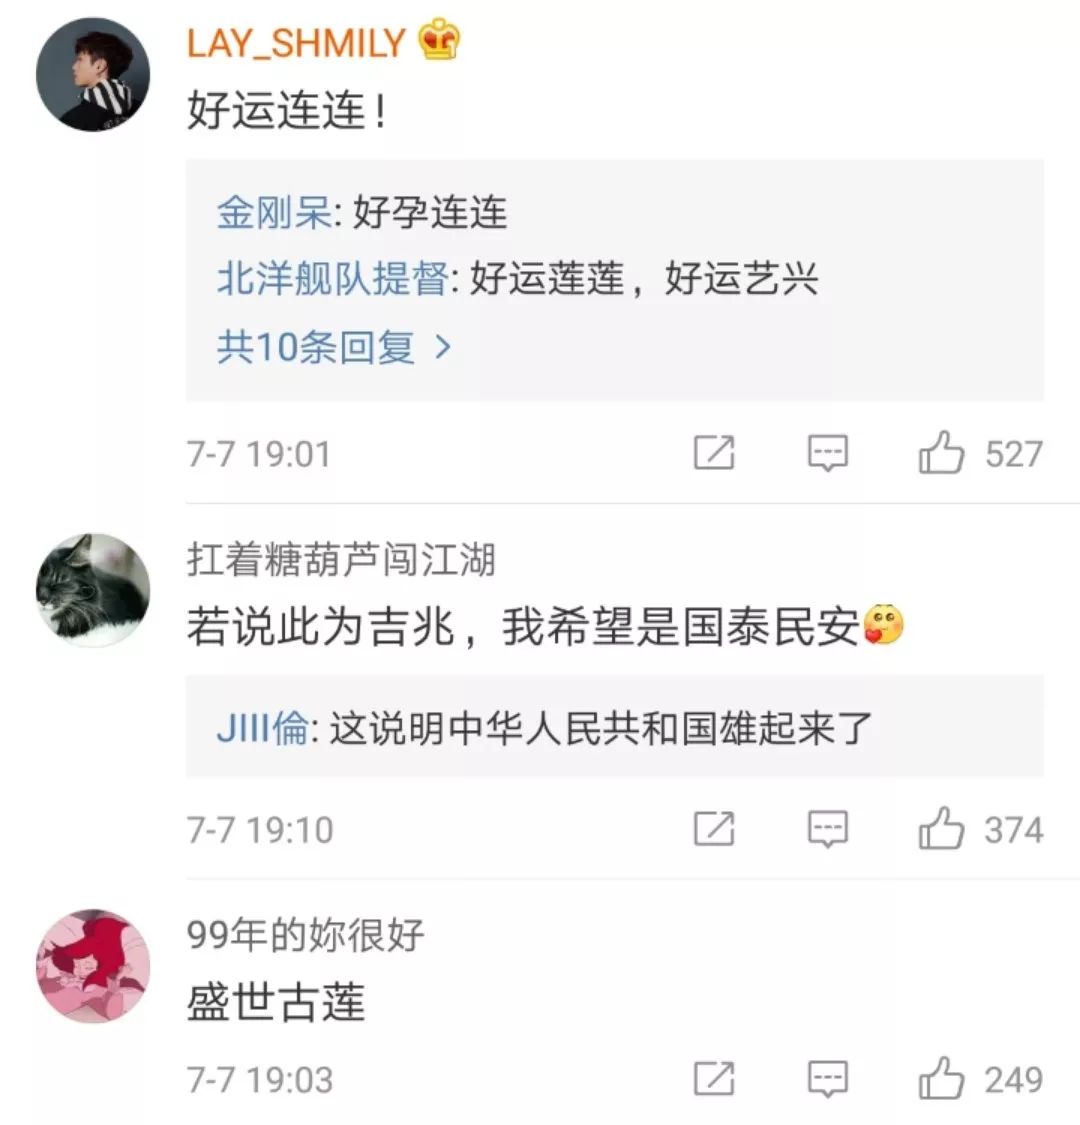 LAY_SHMILY
好运连连！
金刚呆: 好孕连连
北洋舰队提督: 好运莲莲，好运艺兴
共10条回复 >
7-7 19:01
527
扛着糖葫芦闯江湖
若说此为吉兆，我希望是国泰民安
JIII倫: 这说明中华人民共和国雄起来了
7-7 19:10
374
99年的妳很好
盛世古莲
7-7 19:03
249